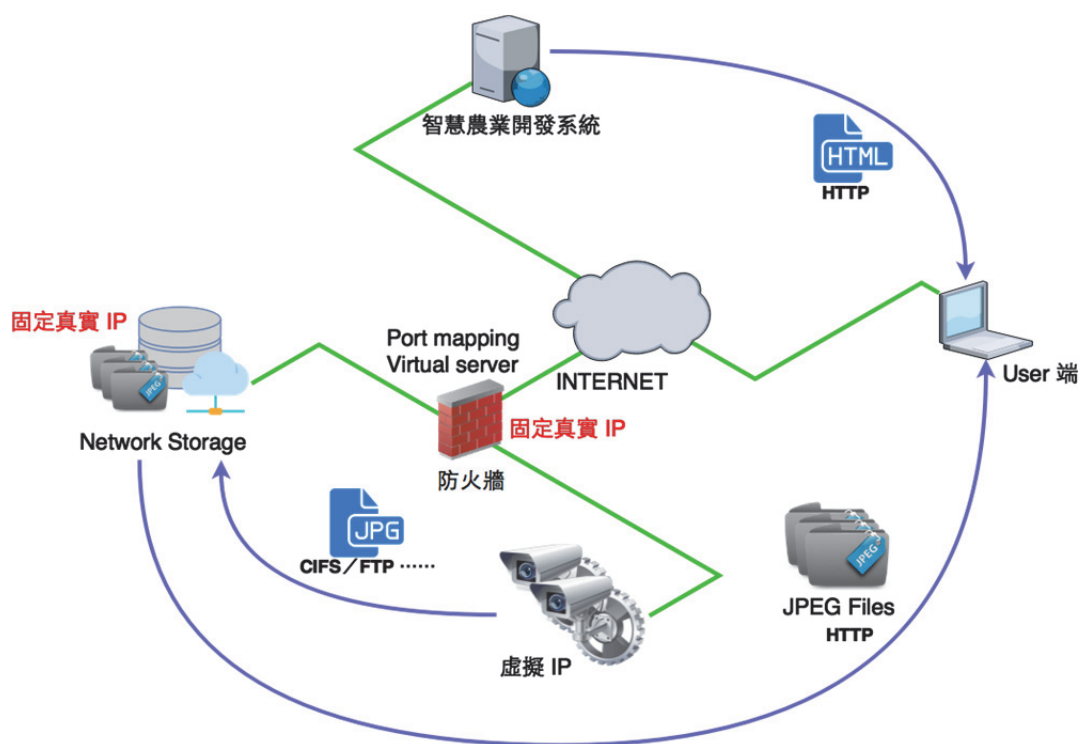 智慧農業開發系統
HTML
HTTP
固定真實 IP
Port mapping
Virtual server
INTERNET
User 端
JPEG
Network Storage
固定真實 IP
防火牆
JPG
CIFS／FTP ……
JPEG
JPEG Files
HTTP
虛擬 IP